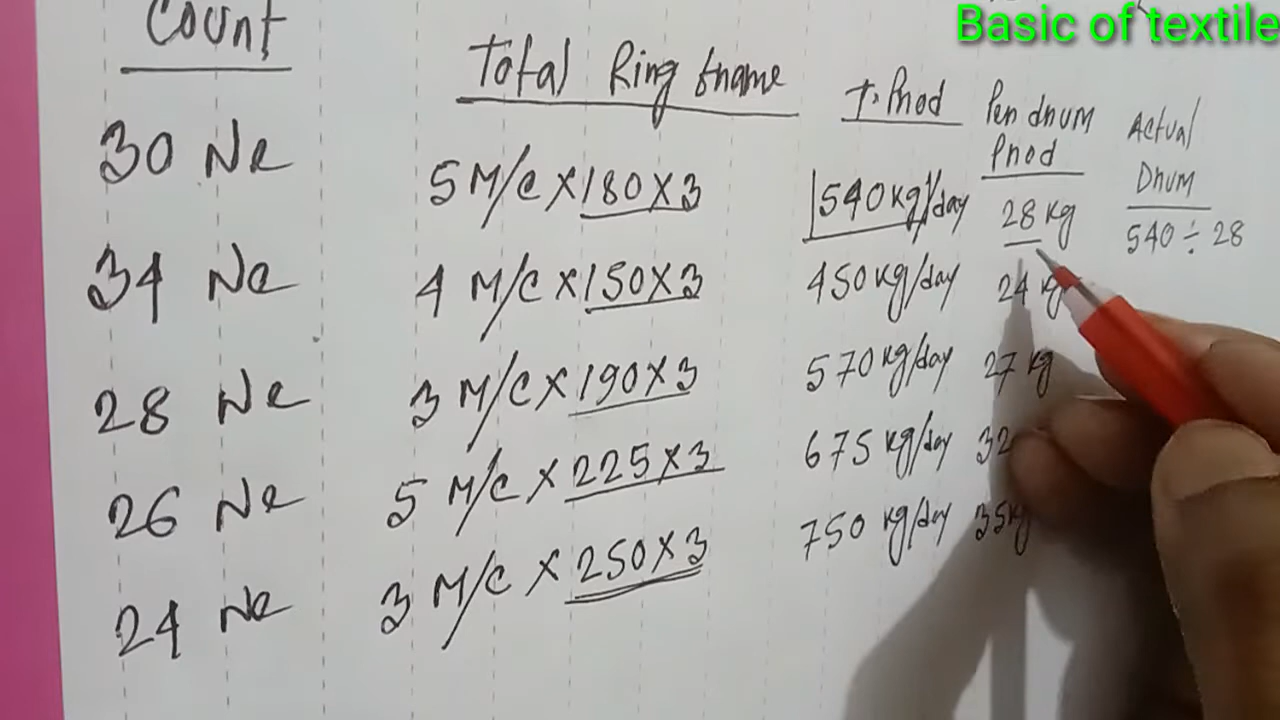 Basic of textile
Count
Total Ring frame
T. Prod
Per drum
Prod
Actual
Drum
30 Ne
5 M/C × 180 × 3
540 kg/day
28 kg
540 ÷ 28
34 Ne
4 M/C × 150 × 3
450 kg/day
24 kg
28 Ne
3 M/C × 190 × 3
570 kg/day
27 kg
26 Ne
5 M/C × 225 × 3
675 kg/day
32
24 Ne
3 M/C × 250 × 3
750 kg/day
35 kg